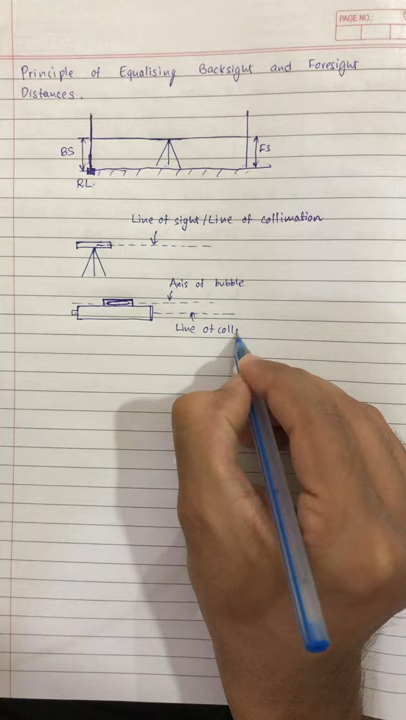 PAGE NO.:
Principle of Equalising Backsight and Foresight
Distances.
BS
FS
R.L.
Line of sight/Line of collimation
Axis of bubble
Line of coll